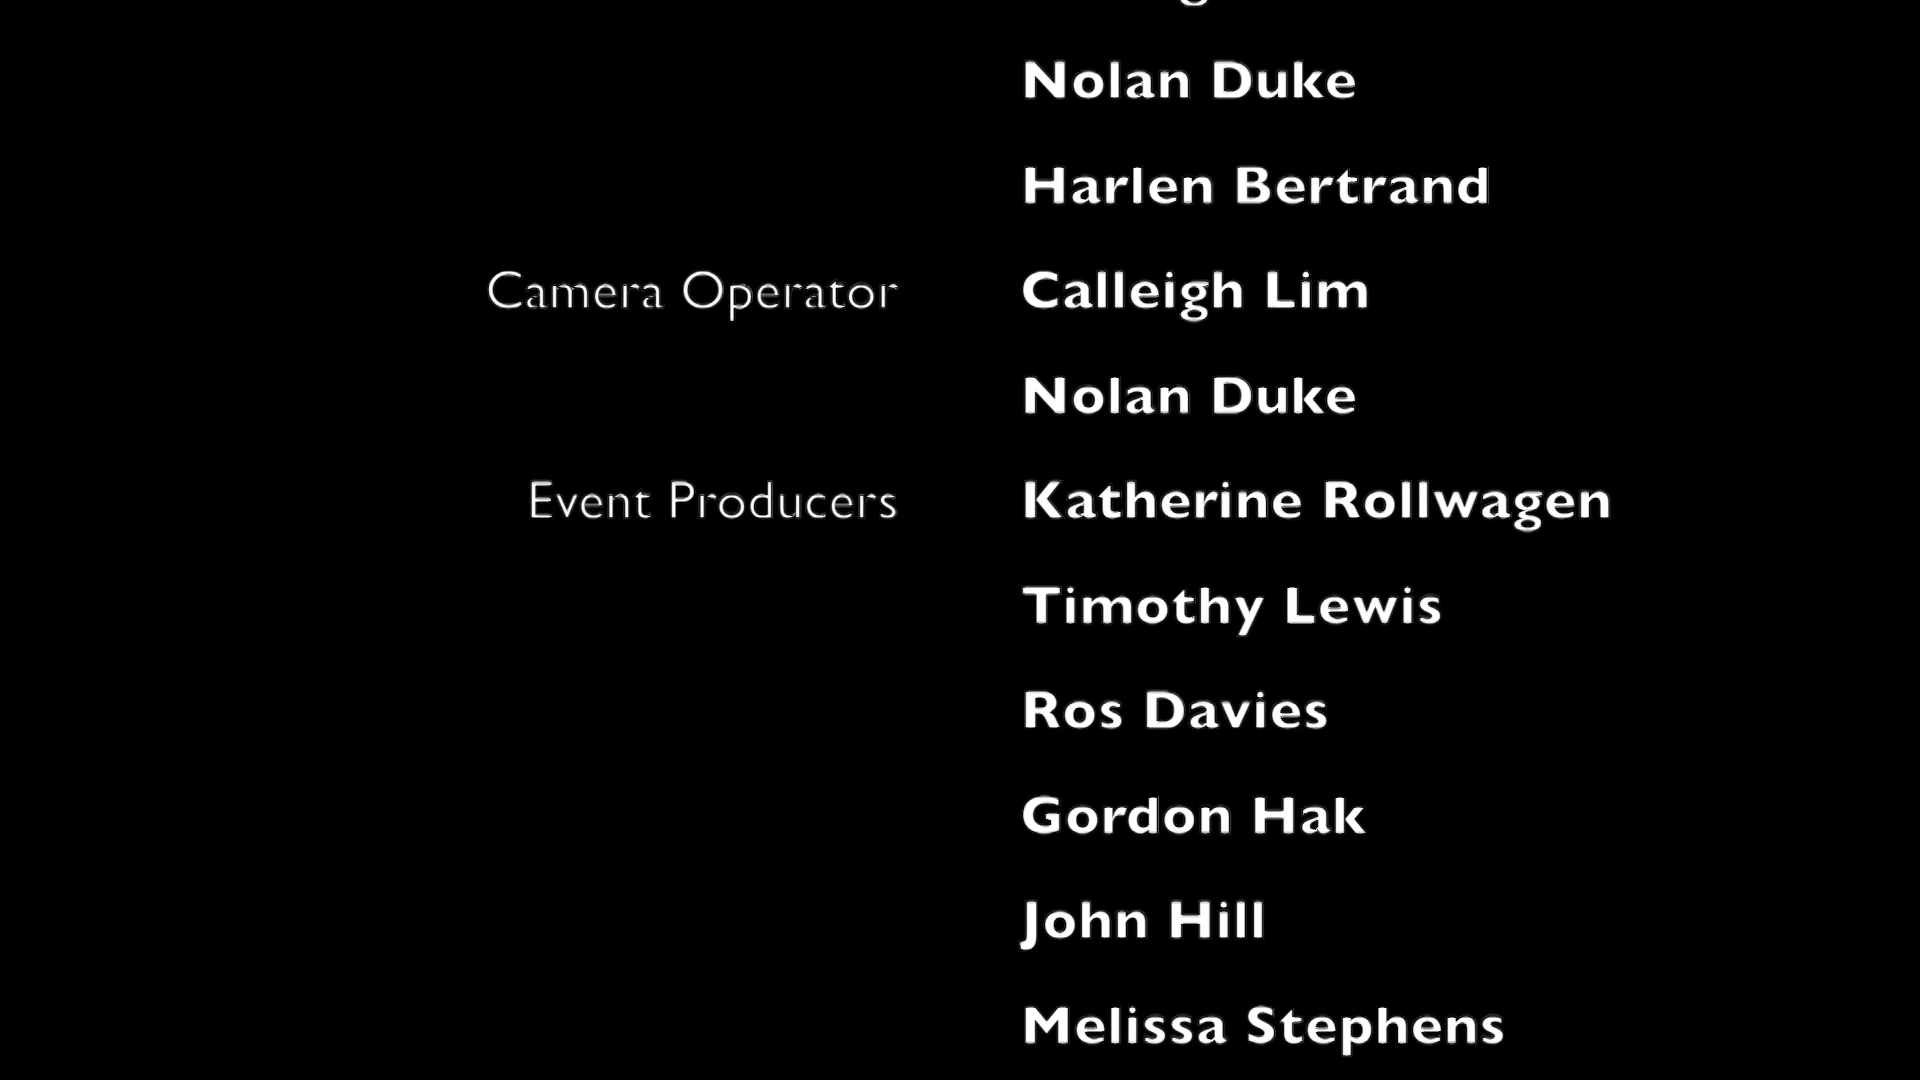 Nolan Duke
Harlen Bertrand
Camera Operator Calleigh Lim
Nolan Duke
Event Producers Katherine Rollwagen
Timothy Lewis
Ros Davies
Gordon Hak
John Hill
Melissa Stephens